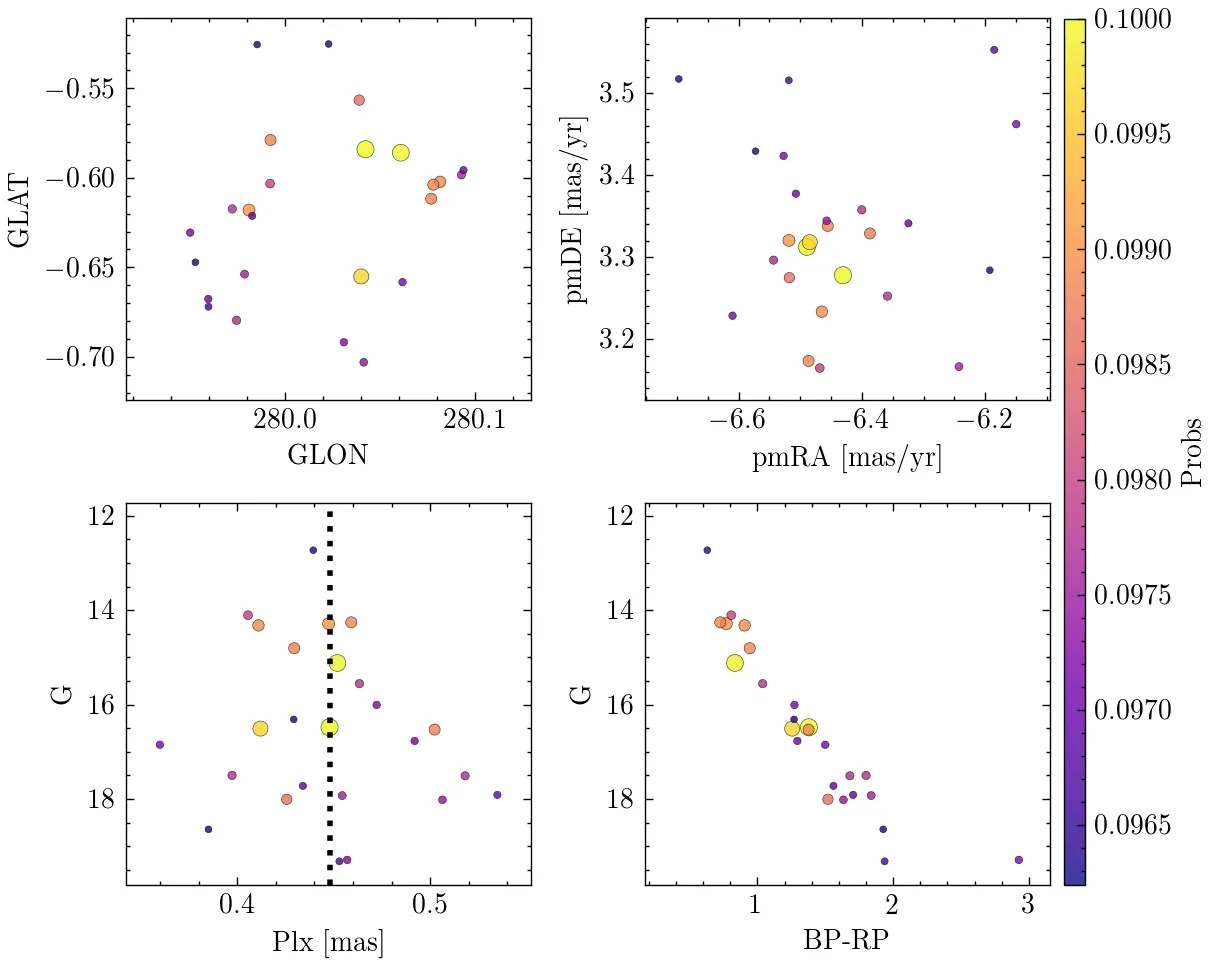 −0.55
−0.60
−0.65
−0.70
GLAT
280.0 280.1
GLON
3.5
3.4
3.3
3.2
pmDE [mas/yr]
−6.6 −6.4 −6.2
pmRA [mas/yr]
12
14
16
18
G
0.4 0.5
Plx [mas]
12
14
16
18
G
1 2 3
BP-RP
0.1000
0.0995
0.0990
0.0985
0.0980
0.0975
0.0970
0.0965
Probs